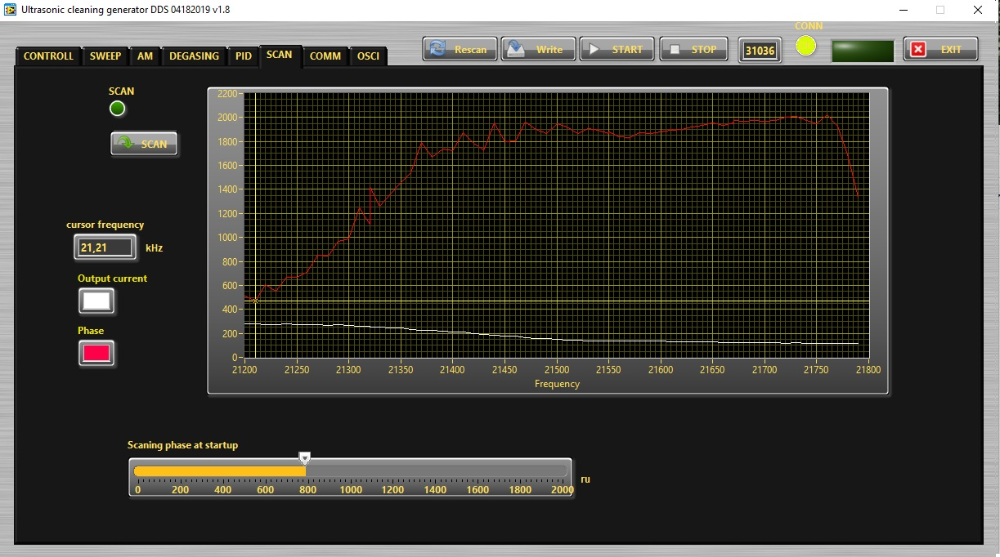 Ultrasonic cleaning generator DDS 04182019 v1.8
CONN
CONTROLL SWEEP AM DEGASING PID SCAN COMM OSCI
Rescan Write START STOP 31036 EXIT
SCAN
SCAN
cursor frequency
21,21 kHz
Output current
Phase
2200
2000
1800
1600
1400
1200
1000
800
600
400
200
0
21200 21250 21300 21350 21400 21450 21500 21550 21600 21650 21700 21750 21800
Frequency
Scaning phase at startup
0 200 400 600 800 1000 1200 1400 1600 1800 2000
ru